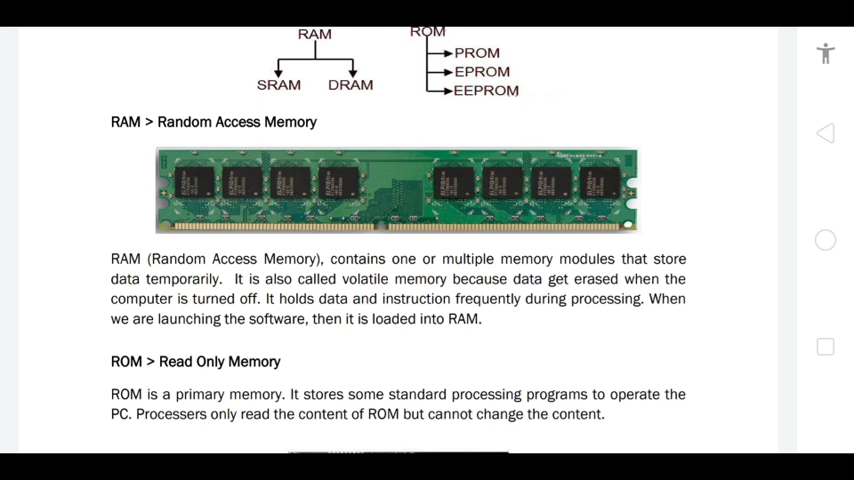 RAM ROM
PROM
EPROM
SRAM DRAM EEPROM
RAM > Random Access Memory
RAM (Random Access Memory), contains one or multiple memory modules that store
data temporarily. It is also called volatile memory because data get erased when the
computer is turned off. It holds data and instruction frequently during processing. When
we are launching the software, then it is loaded into RAM.
ROM > Read Only Memory
ROM is a primary memory. It stores some standard processing programs to operate the
PC. Processers only read the content of ROM but cannot change the content.